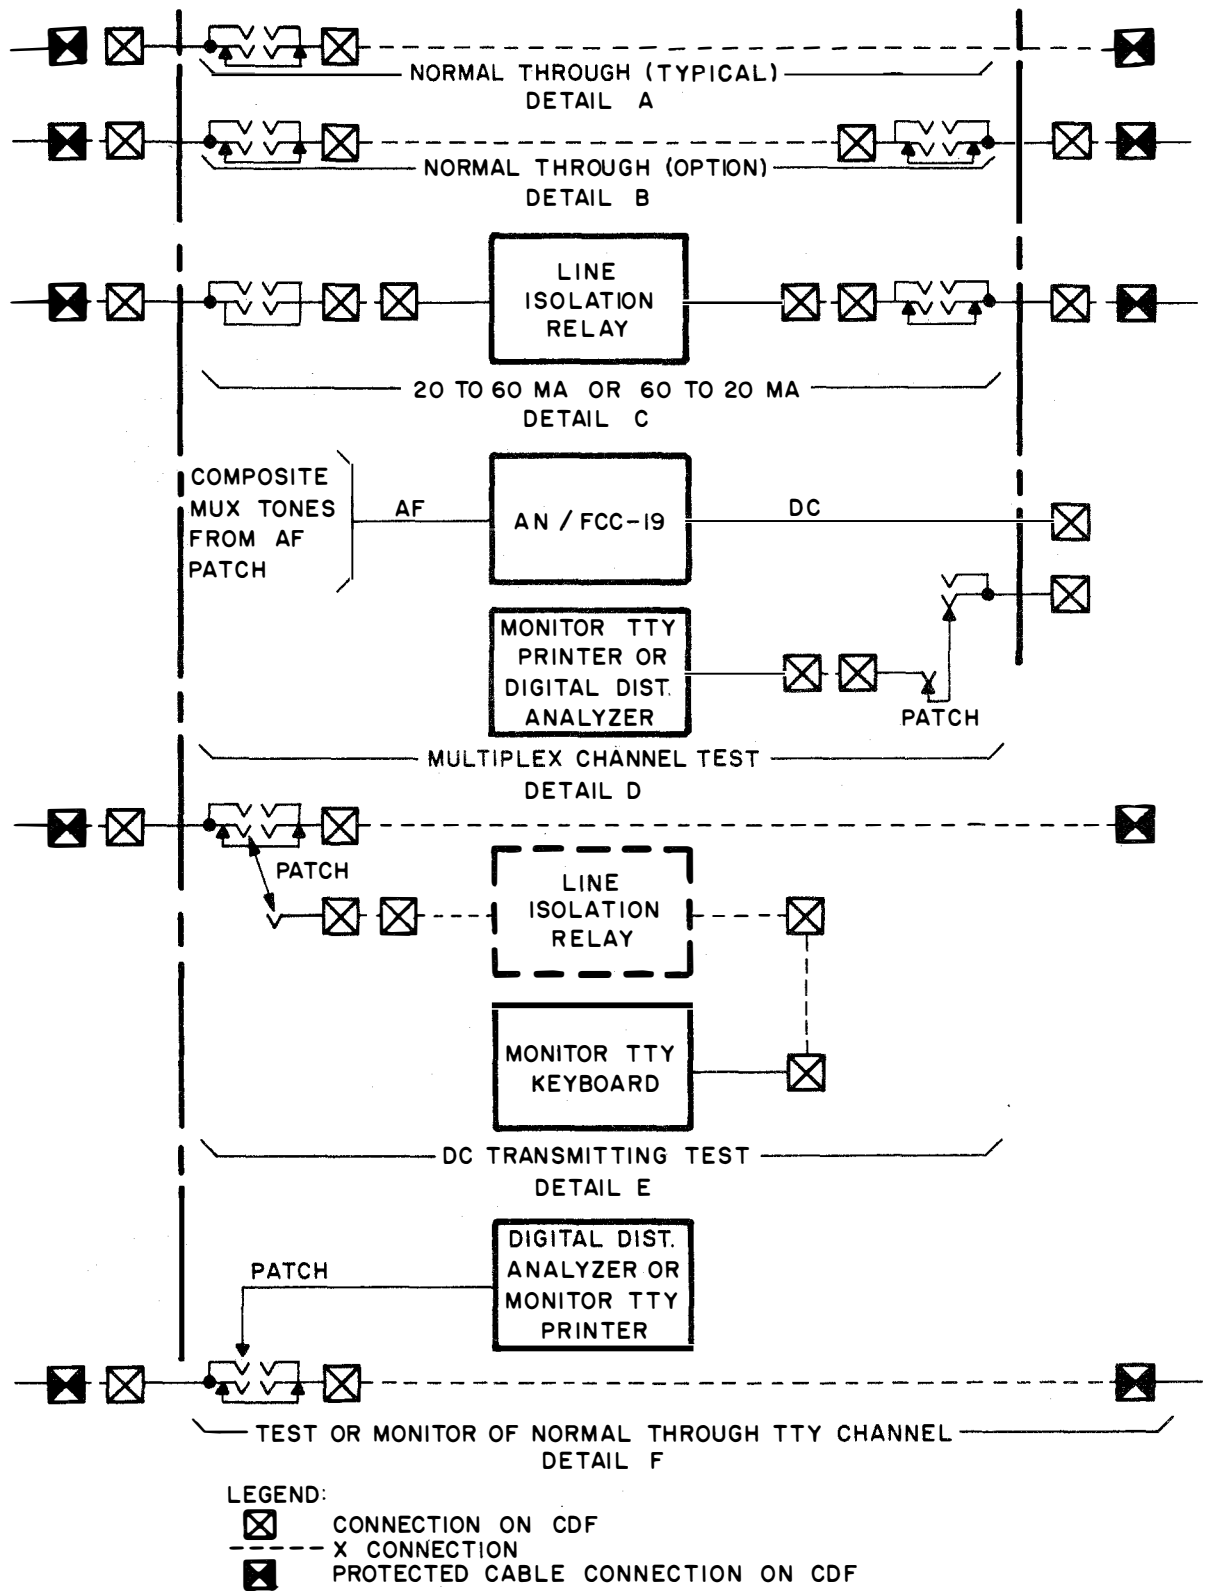 NORMAL THROUGH (TYPICAL)
DETAIL A
NORMAL THROUGH (OPTION)
DETAIL B
LINE
ISOLATION
RELAY
20 TO 60 MA OR 60 TO 20 MA
DETAIL C
COMPOSITE
MUX TONES
FROM AF
PATCH
AF
AN / FCC-19
DC
MONITOR TTY
PRINTER OR
DIGITAL DIST.
ANALYZER
PATCH
MULTIPLEX CHANNEL TEST
DETAIL D
PATCH
LINE
ISOLATION
RELAY
MONITOR TTY
KEYBOARD
DC TRANSMITTING TEST
DETAIL E
PATCH
DIGITAL DIST.
ANALYZER OR
MONITOR TTY
PRINTER
TEST OR MONITOR OF NORMAL THROUGH TTY CHANNEL
DETAIL F
LEGEND:
CONNECTION ON CDF
X CONNECTION
PROTECTED CABLE CONNECTION ON CDF